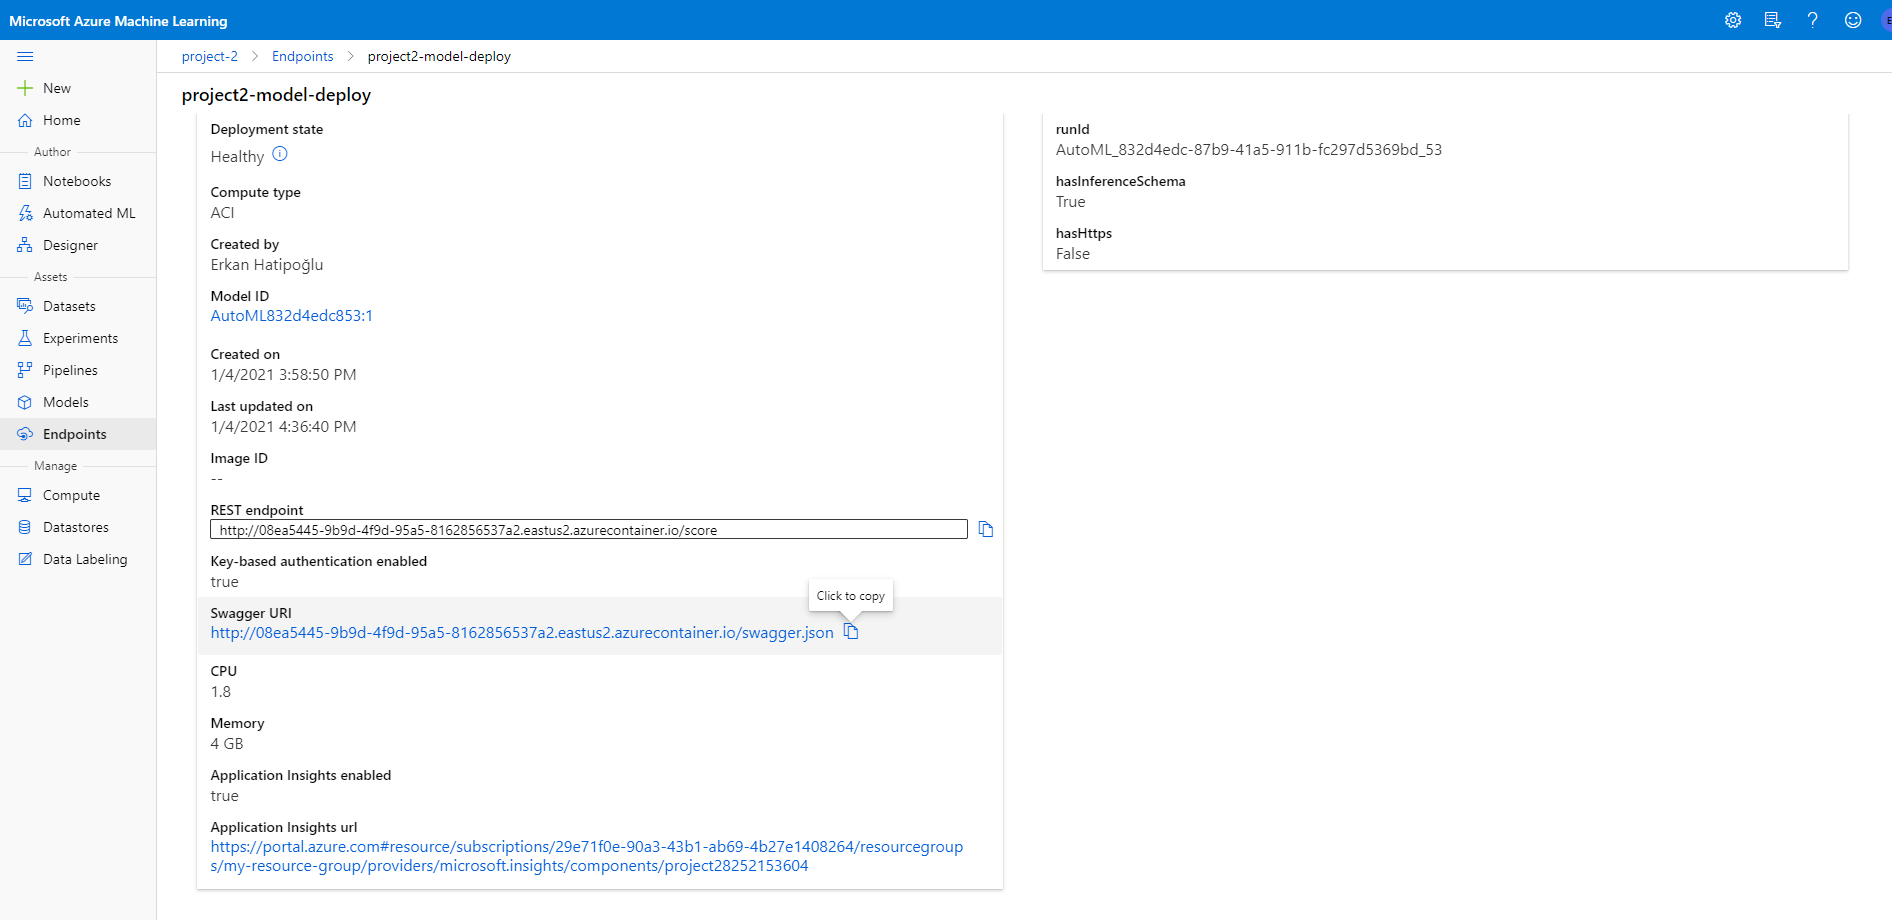 Microsoft Azure Machine Learning
New
Home
Author
Notebooks
Automated ML
Designer
Assets
Datasets
Experiments
Pipelines
Models
Endpoints
Manage
Compute
Datastores
Data Labeling
project-2 > Endpoints > project2-model-deploy
project2-model-deploy
Deployment state
Healthy
Compute type
ACI
Created by
Erkan Hatipoğlu
Model ID
AutoML832d4edc853:1
Created on
1/4/2021 3:58:50 PM
Last updated on
1/4/2021 4:36:40 PM
Image ID
--
REST endpoint
http://08ea5445-9b9d-4f9d-95a5-8162856537a2.eastus2.azurecontainer.io/score
Key-based authentication enabled
true
Click to copy
Swagger URI
http://08ea5445-9b9d-4f9d-95a5-8162856537a2.eastus2.azurecontainer.io/swagger.json
CPU
1.8
Memory
4 GB
Application Insights enabled
true
Application Insights url
https://portal.azure.com#resource/subscriptions/29e71f0e-90a3-43b1-ab69-4b27e1408264/resourcegroup
s/my-resource-group/providers/microsoft.insights/components/project28252153604
runId
AutoML_832d4edc-87b9-41a5-911b-fc297d5369bd_53
hasInferenceSchema
True
hasHttps
False